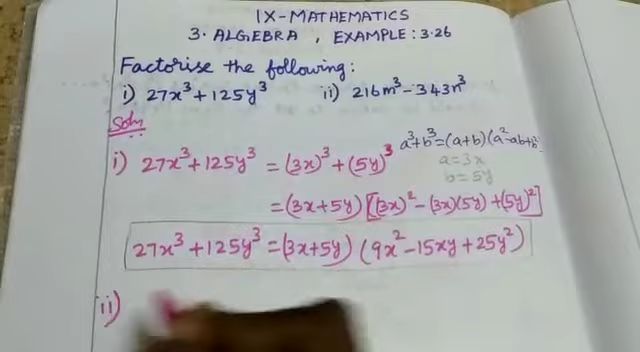 IX-MATHEMATICS
3. ALGEBRA , EXAMPLE: 3.26
Factorise the following:
i) 27x³ + 125y³ ii) 216m³ - 343n³
Soln
i) 27x³ + 125y³ = (3x)³ + (5y)³ a³+b³=(a+b)(a²-ab+b²
a=3x
b=5y
= (3x+5y) [(3x)² - (3x)(5y) + (5y)²]
27x³ + 125y³ = (3x+5y) (9x² - 15xy + 25y²)
ii)